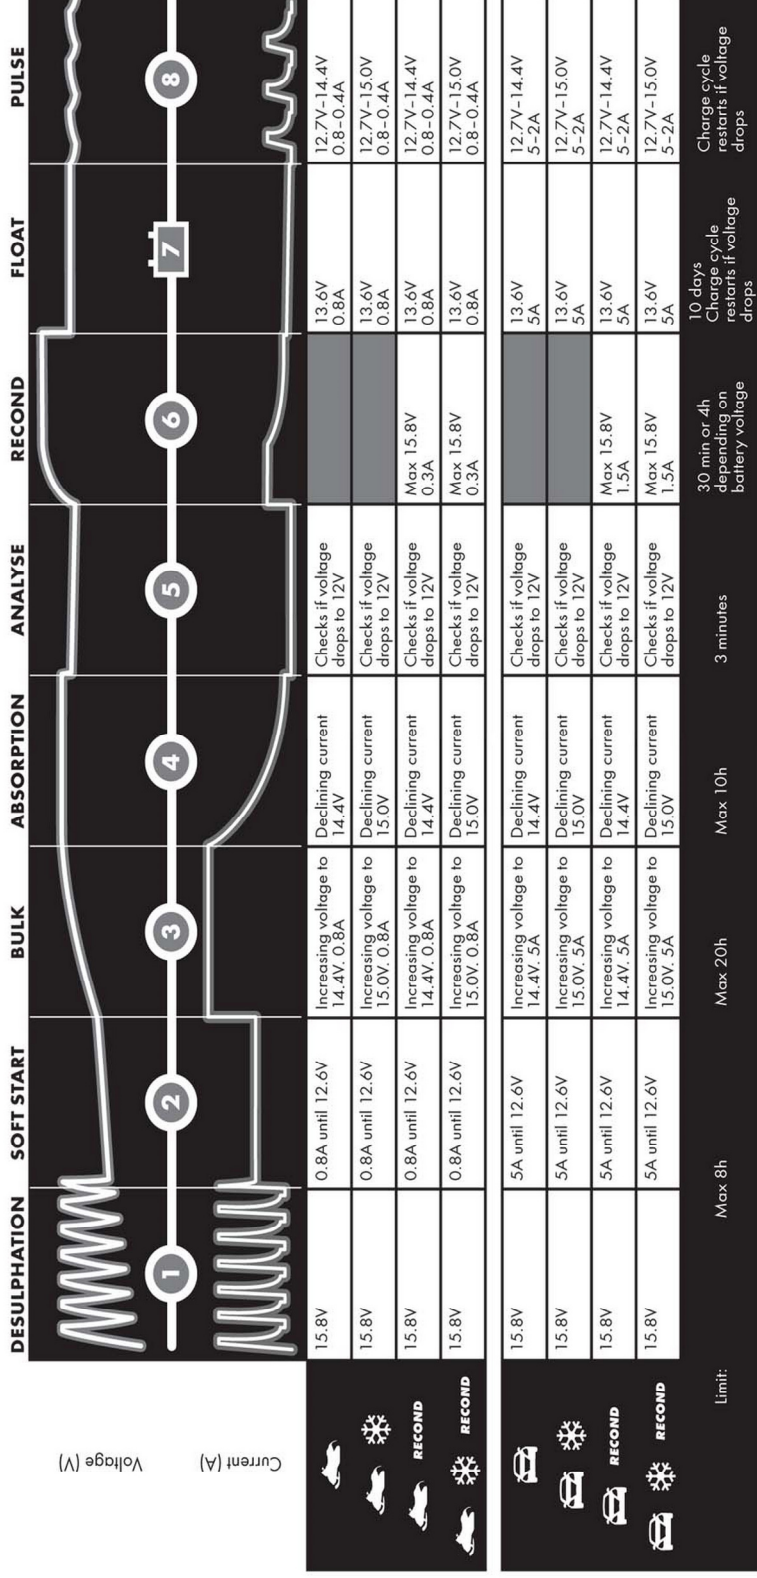 DESULPHATION
SOFT START
BULK
ABSORPTION
ANALYSE
RECOND
FLOAT
PULSE
Voltage (V)
Current (A)
1
2
3
4
5
6
7
8
15.8V
0.8A until 12.6V
Increasing voltage to
14.4V. 0.8A
Declining current
14.4V
Checks if voltage
drops to 12V
13.6V
0.8A
12.7V–14.4V
0.8–0.4A
15.8V
0.8A until 12.6V
Increasing voltage to
15.0V. 0.8A
Declining current
15.0V
Checks if voltage
drops to 12V
13.6V
0.8A
12.7V–15.0V
0.8–0.4A
RECOND
15.8V
0.8A until 12.6V
Increasing voltage to
14.4V. 0.8A
Declining current
14.4V
Checks if voltage
drops to 12V
Max 15.8V
0.3A
13.6V
0.8A
12.7V–14.4V
0.8–0.4A
RECOND
15.8V
0.8A until 12.6V
Increasing voltage to
15.0V. 0.8A
Declining current
15.0V
Checks if voltage
drops to 12V
Max 15.8V
0.3A
13.6V
0.8A
12.7V–15.0V
0.8–0.4A
15.8V
5A until 12.6V
Increasing voltage to
14.4V. 5A
Declining current
14.4V
Checks if voltage
drops to 12V
13.6V
5A
12.7V–14.4V
5–2A
15.8V
5A until 12.6V
Increasing voltage to
15.0V. 5A
Declining current
15.0V
Checks if voltage
drops to 12V
13.6V
5A
12.7V–15.0V
5–2A
RECOND
15.8V
5A until 12.6V
Increasing voltage to
14.4V. 5A
Declining current
14.4V
Checks if voltage
drops to 12V
Max 15.8V
1.5A
13.6V
5A
12.7V–14.4V
5–2A
RECOND
15.8V
5A until 12.6V
Increasing voltage to
15.0V. 5A
Declining current
15.0V
Checks if voltage
drops to 12V
Max 15.8V
1.5A
13.6V
5A
12.7V–15.0V
5–2A
Limit:
Max 8h
Max 20h
Max 10h
3 minutes
30 min or 4h
depending on
battery voltage
10 days
Charge cycle
restarts if voltage
drops
Charge cycle
restarts if voltage
drops